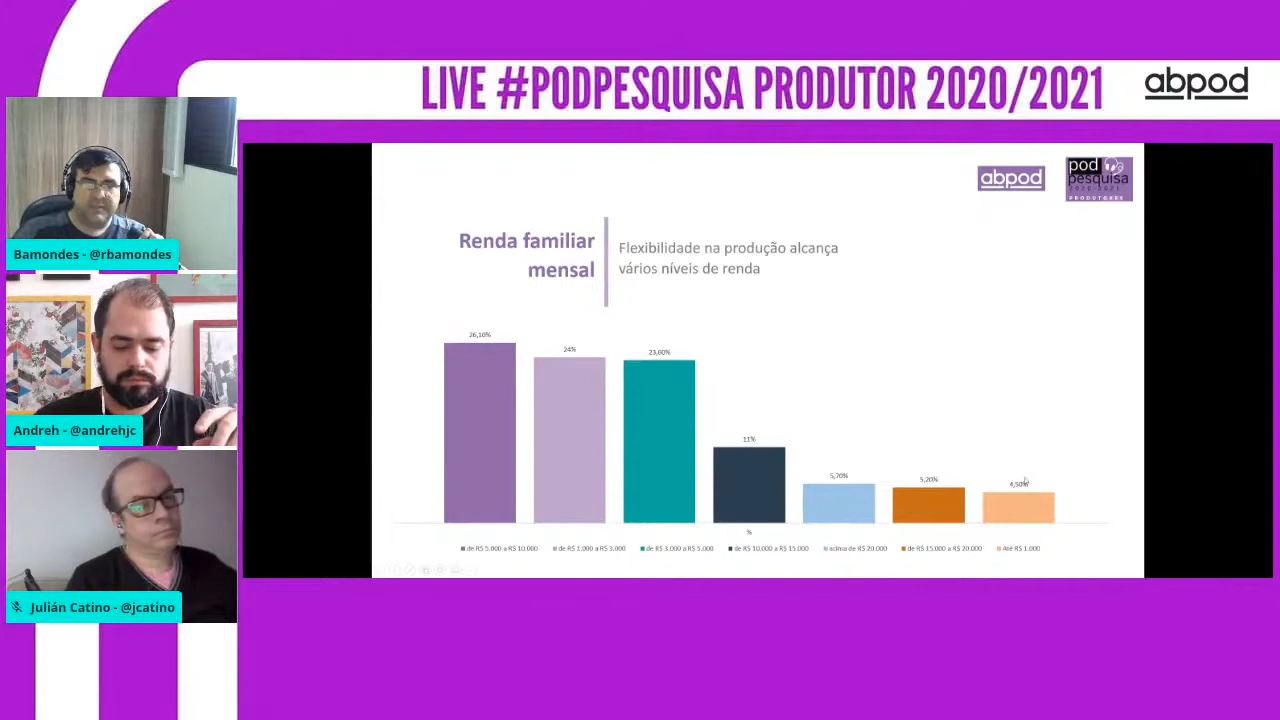 LIVE #PODPESQUISA PRODUTOR 2020/2021
abpod
Bamondes - @rbamondes
Andreh - @andrehjc
Julián Catino - @jcatino
abpod
pod
pesquisa
2020-2021
PRODUTORES
Renda familiar
mensal
Flexibilidade na produção alcança
vários níveis de renda
26,10%
24%
23,60%
11%
5,70%
5,20%
4,50%
%
de R$ 5.000 a R$ 10.000
de R$ 1.000 a R$ 3.000
de R$ 3.000 a R$ 5.000
de R$ 10.000 a R$ 15.000
acima de R$ 20.000
de R$ 15.000 a R$ 20.000
Até R$ 1.000